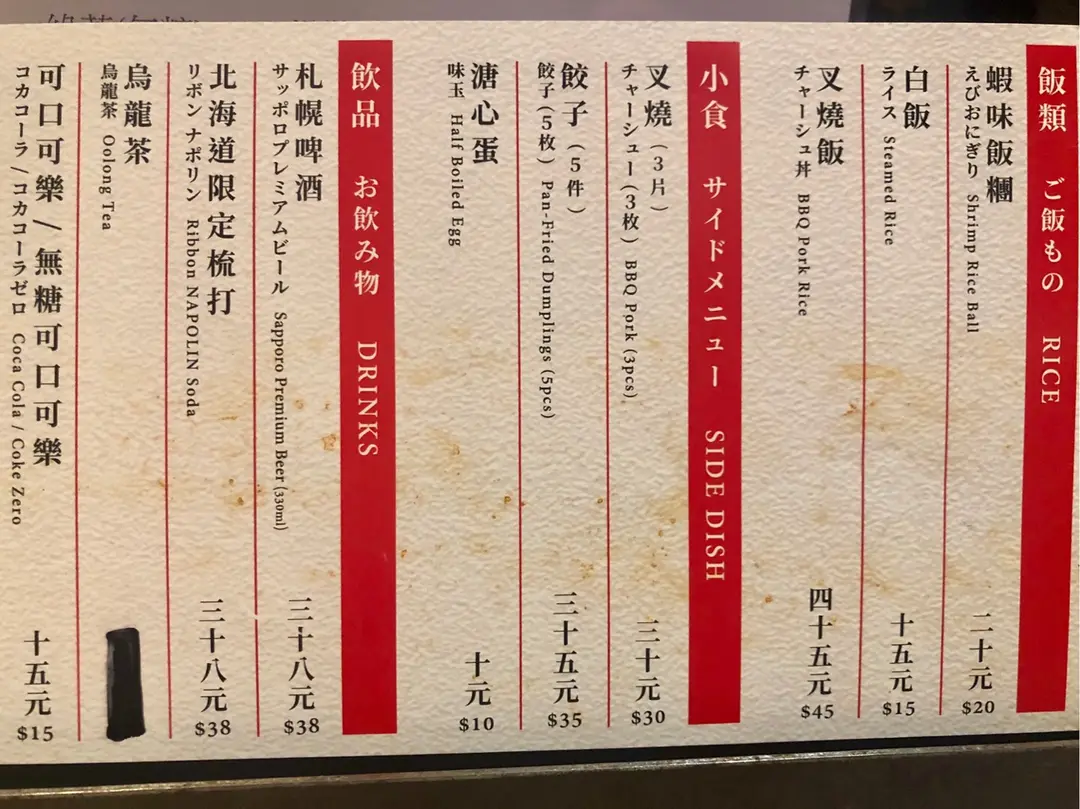 飯類 ご飯もの RICE
蝦味飯糰
えびおにぎり Shrimp Rice Ball
二十元
$20
白飯
ライス Steamed Rice
十五元
$15
叉燒飯
チャーシュ丼 BBQ Pork Rice
四十五元
$45
小食 サイドメニュー SIDE DISH
叉燒（3片）
チャーシュー(3枚) BBQ Pork (3pcs)
三十元
$30
餃子（5件）
餃子(5枚) Pan-Fried Dumplings (5pcs)
三十五元
$35
溏心蛋
味玉 Half Boiled Egg
十元
$10
飲品 お飲み物 DRINKS
札幌啤酒
サッポロプレミアムビール Sapporo Premium Beer (330ml)
三十八元
$38
北海道限定梳打
リボン ナポリン Ribbon NAPOLIN Soda
三十八元
$38
烏龍茶
烏龍茶 Oolong Tea
可口可樂/無糖可口可樂
コカコーラ/コカコーラゼロ Coca Cola / Coke Zero
十五元
$15